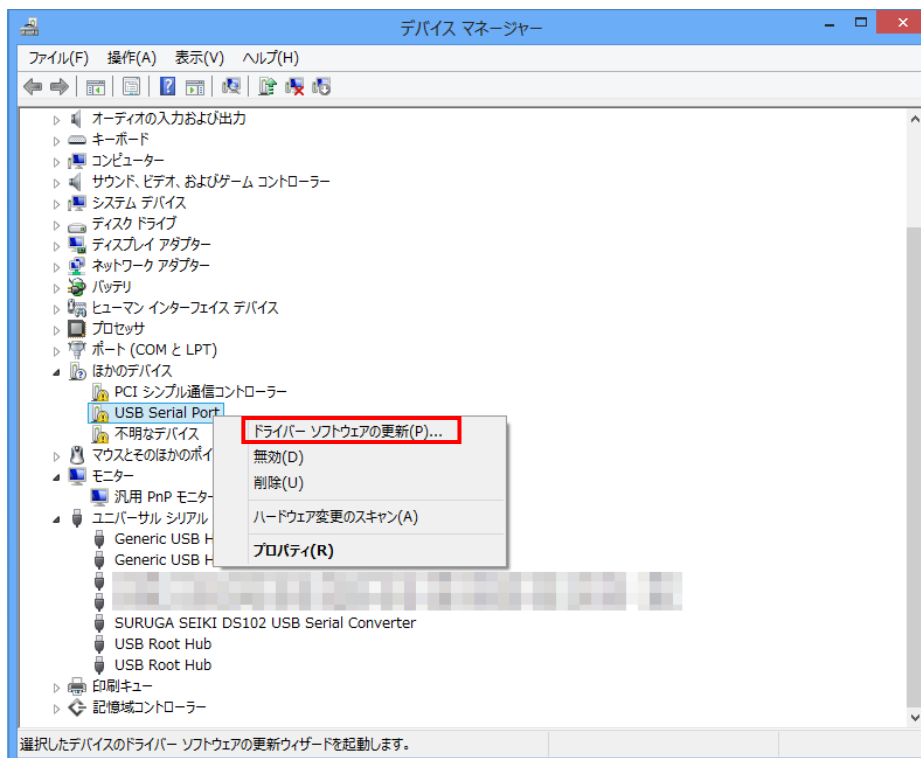 デバイス マネージャー
ファイル(F) 操作(A) 表示(V) ヘルプ(H)
オーディオの入力および出力
キーボード
コンピューター
サウンド、ビデオ、およびゲーム コントローラー
システム デバイス
ディスク ドライブ
ディスプレイ アダプター
ネットワーク アダプター
バッテリ
ヒューマン インターフェイス デバイス
プロセッサ
ポート (COM と LPT)
ほかのデバイス
PCI シンプル通信コントローラー
USB Serial Port
ドライバー ソフトウェアの更新(P)...
不明なデバイス
無効(D)
マウスとそのほかのポイ
削除(U)
モニター
汎用 PnP モニター
ハードウェア変更のスキャン(A)
ユニバーサル シリアル
Generic USB H
プロパティ(R)
Generic USB H
SURUGA SEIKI DS102 USB Serial Converter
USB Root Hub
USB Root Hub
印刷キュー
記憶域コントローラー
選択したデバイスのドライバー ソフトウェアの更新ウィザードを起動します。